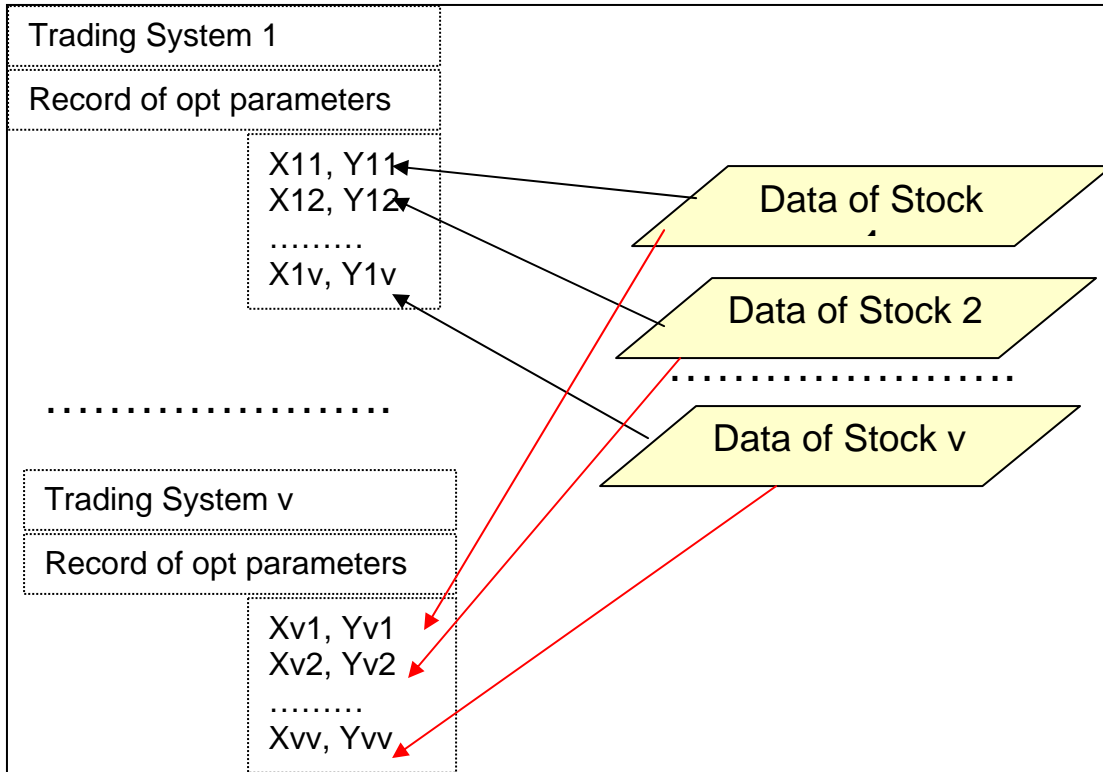 Trading System 1
Record of opt parameters
X11, Y11
X12, Y12
………
X1v, Y1v
Data of Stock
Data of Stock 2
......................
Data of Stock v
......................
Trading System v
Record of opt parameters
Xv1, Yv1
Xv2, Yv2
………
Xvv, Yvv